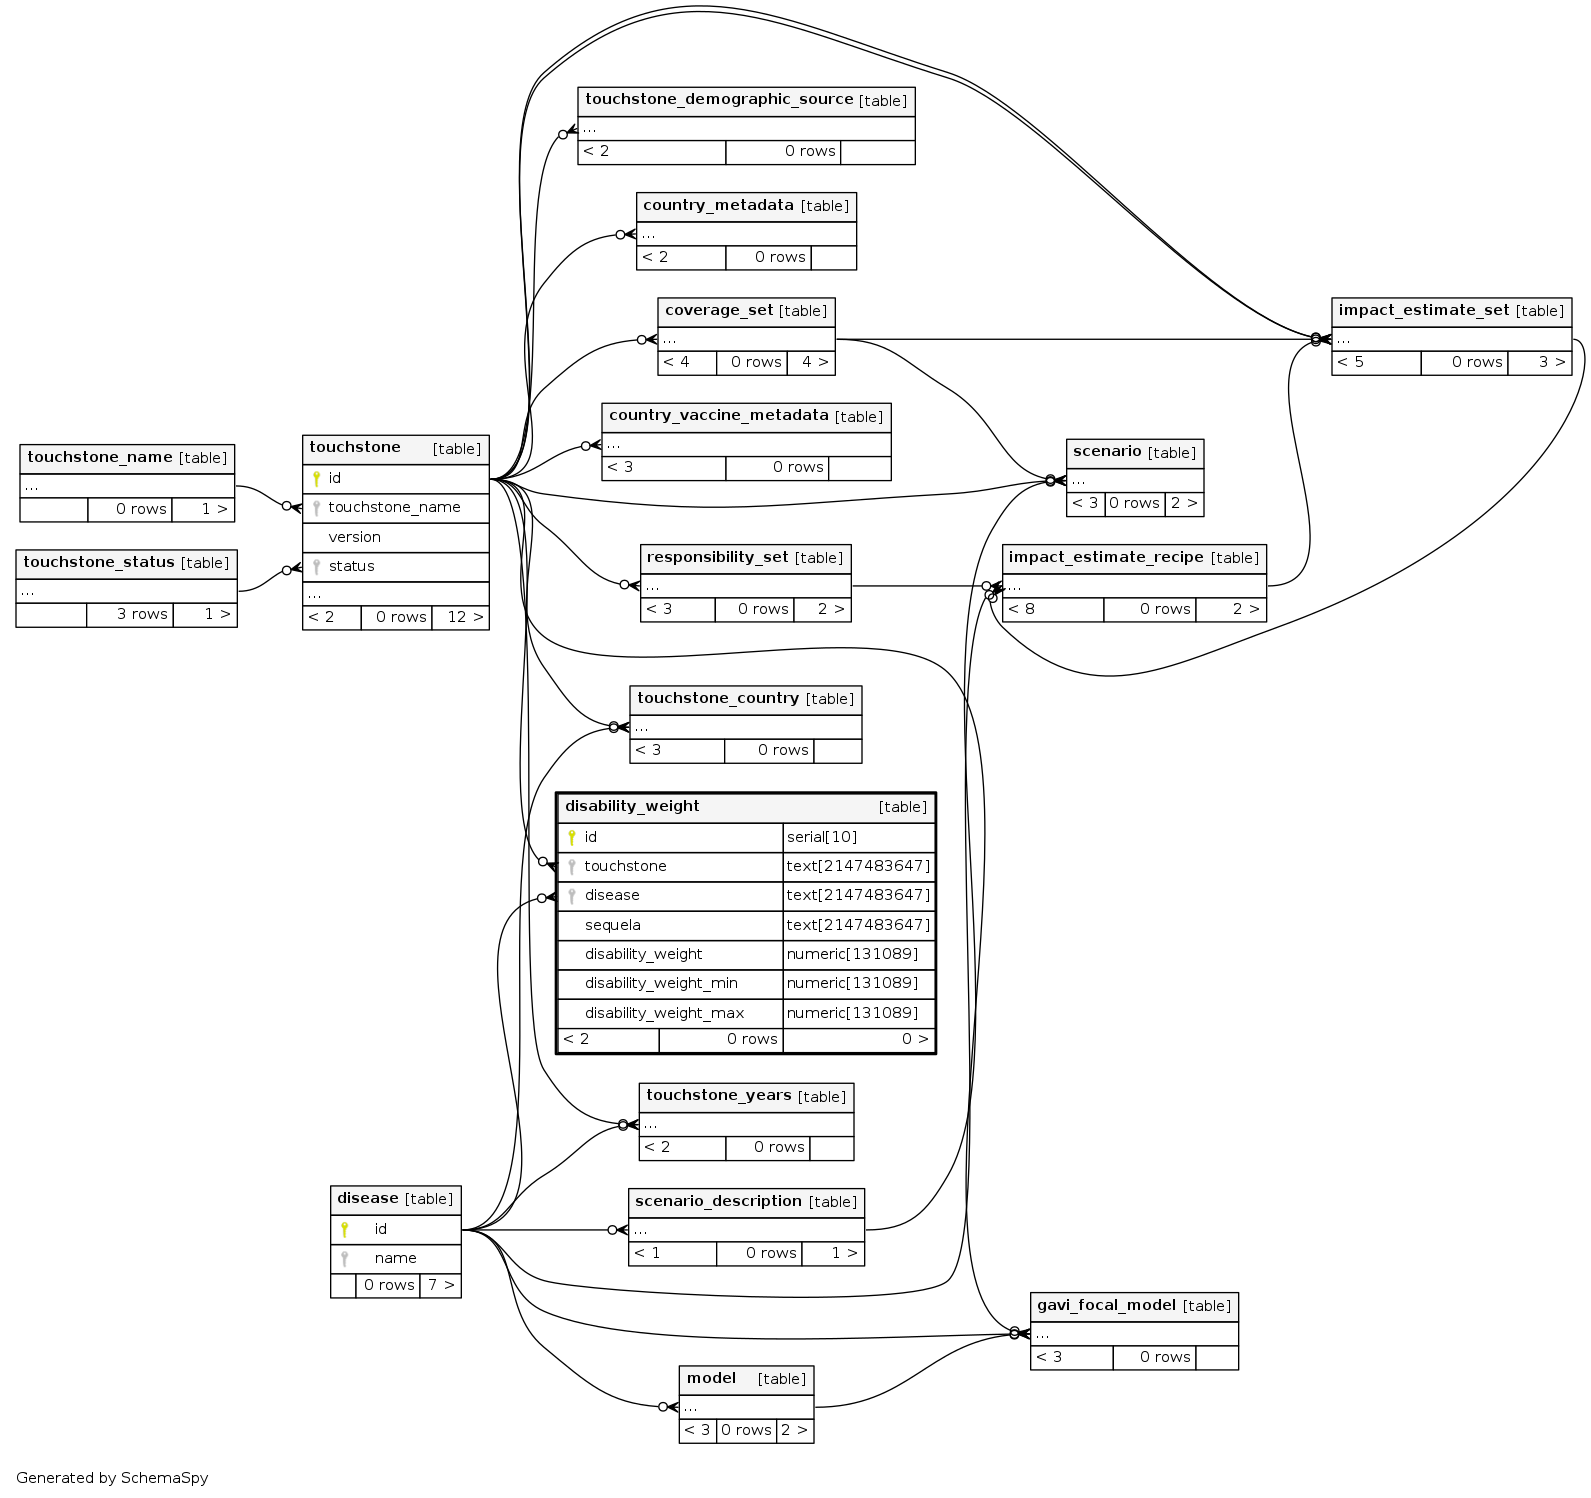 touchstone_demographic_source [table]
...
< 2 0 rows
country_metadata [table]
...
< 2 0 rows
coverage_set [table]
...
< 4 0 rows 4 >
impact_estimate_set [table]
...
< 5 0 rows 3 >
country_vaccine_metadata [table]
...
< 3 0 rows
touchstone_name [table]
...
0 rows 1 >
touchstone_status [table]
...
3 rows 1 >
touchstone [table]
id
touchstone_name
version
status
...
< 2 0 rows 12 >
scenario [table]
...
< 3 0 rows 2 >
responsibility_set [table]
...
< 3 0 rows 2 >
impact_estimate_recipe [table]
...
< 8 0 rows 2 >
touchstone_country [table]
...
< 3 0 rows
disability_weight [table]
id serial[10]
touchstone text[2147483647]
disease text[2147483647]
sequela text[2147483647]
disability_weight numeric[131089]
disability_weight_min numeric[131089]
disability_weight_max numeric[131089]
< 2 0 rows 0 >
touchstone_years [table]
...
< 2 0 rows
disease [table]
id
name
0 rows 7 >
scenario_description [table]
...
< 1 0 rows 1 >
gavi_focal_model [table]
...
< 3 0 rows
model [table]
...
< 3 0 rows 2 >
Generated by SchemaSpy